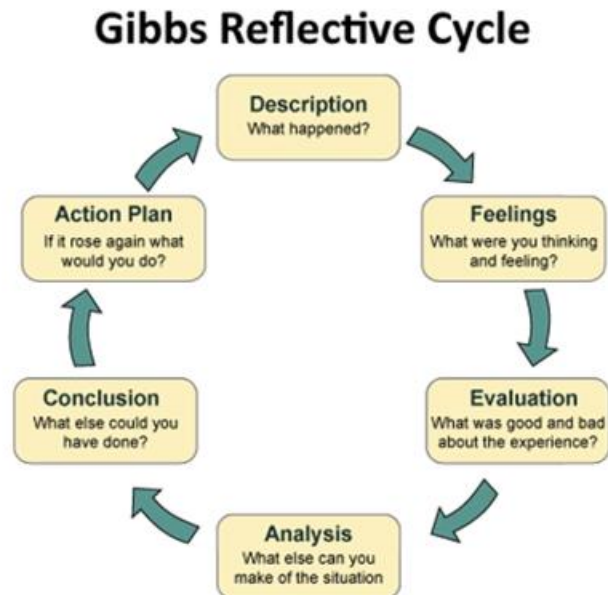 Gibbs Reflective Cycle
Description
What happened?
Feelings
What were you thinking
and feeling?
Evaluation
What was good and bad
about the experience?
Analysis
What else can you
make of the situation
Conclusion
What else could you
have done?
Action Plan
If it rose again what
would you do?